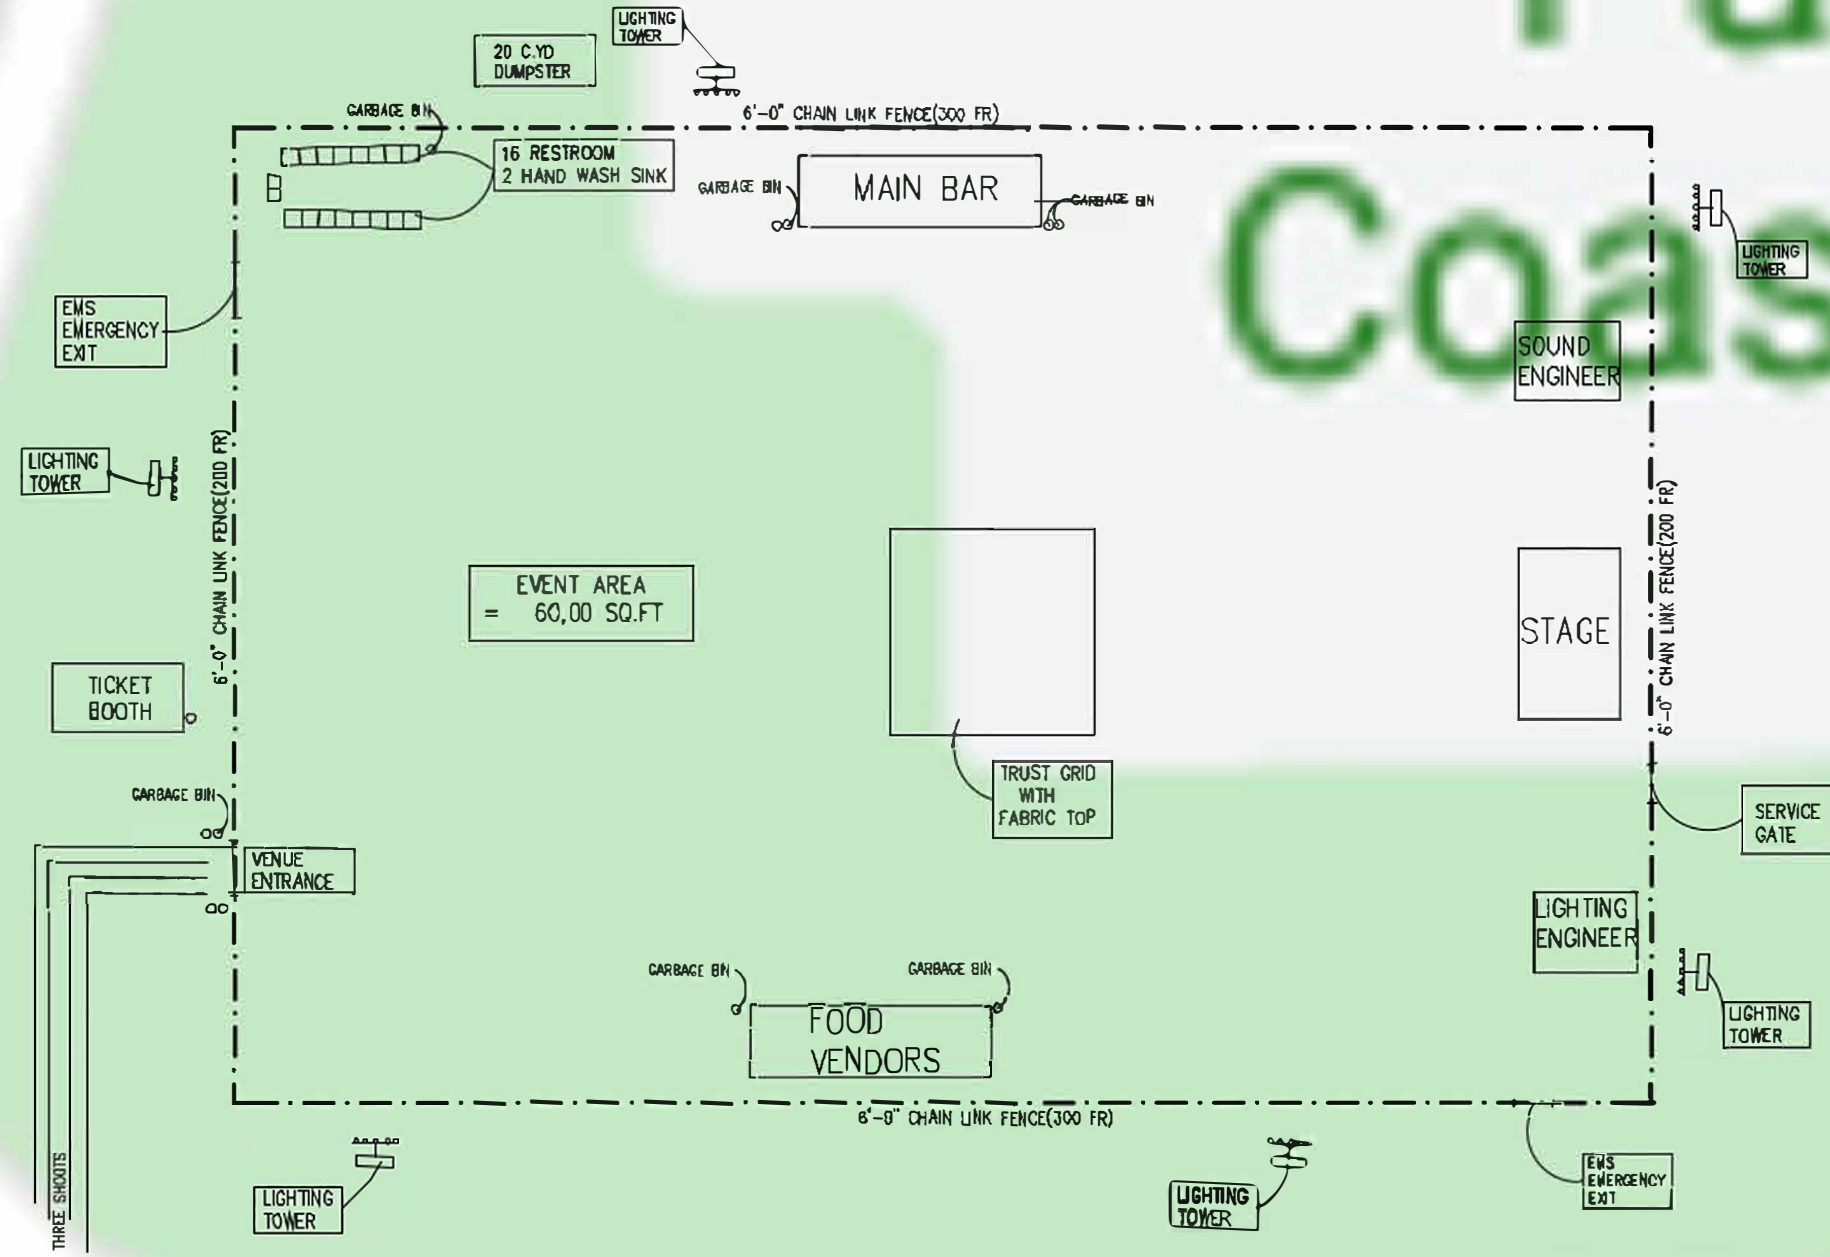 LIGHTING
TOWER
20 C.YD
DUMPSTER
GARBAGE BIN
6'-0" CHAIN LINK FENCE(300 FR)
16 RESTROOM
2 HAND WASH SINK
GARBAGE BIN
MAIN BAR
GARBAGE BIN
Coas
LIGHTING
TOWER
EMS
EMERGENCY
EXIT
SOUND
ENGINEER
LIGHTING
TOWER
6'-0" CHAIN LINK FENCE(200 FR)
EVENT AREA
= 60,00 SQ.FT
STAGE
6'-0" CHAIN LINK FENCE(200 FR)
TICKET
BOOTH
TRUST GRID
WITH
FABRIC TOP
GARBAGE BIN
SERVICE
GATE
VENUE
ENTRANCE
LIGHTING
ENGINEER
GARBAGE BIN
GARBAGE BIN
FOOD
VENDORS
LIGHTING
TOWER
6'-0" CHAIN LINK FENCE(300 FR)
THREE SHOOTS
LIGHTING
TOWER
LIGHTING
TOWER
EMS
EMERGENCY
EXIT